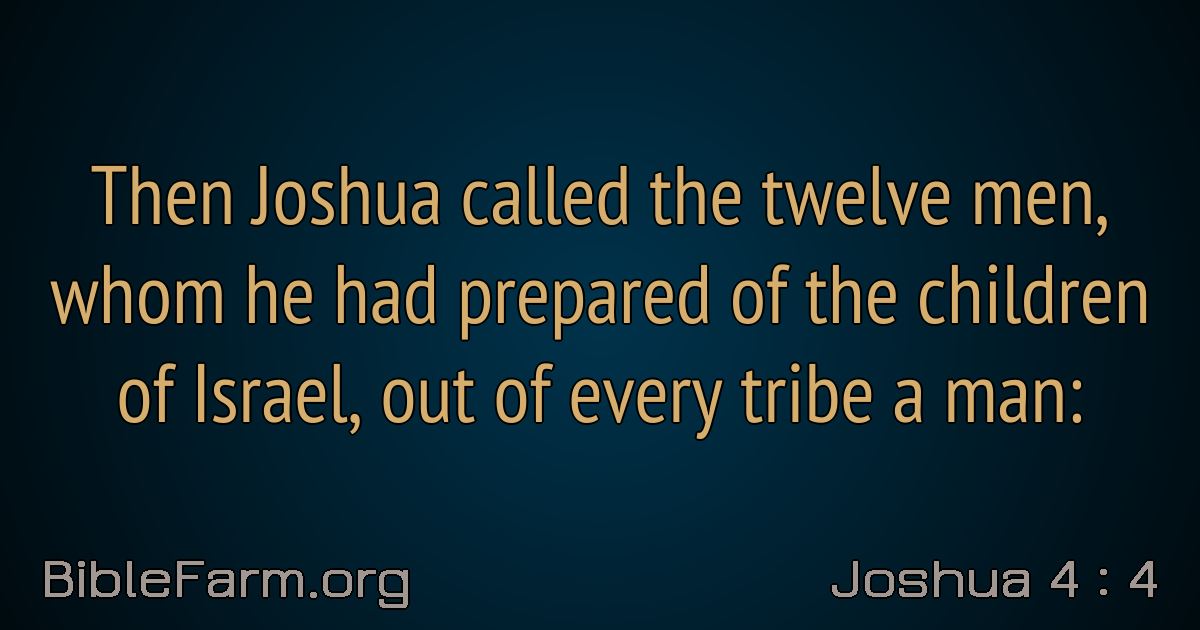 Then Joshua called the twelve men,
whom he had prepared of the children
of Israel, out of every tribe a man:
BibleFarm.org
Joshua 4 : 4